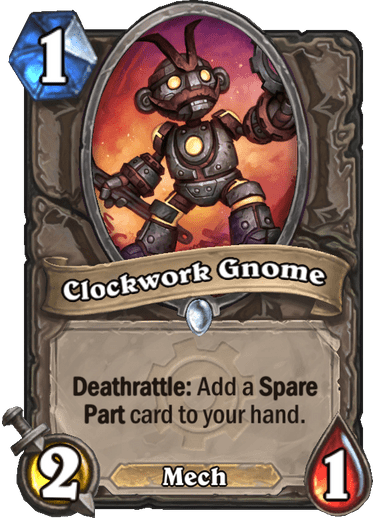 1
Clockwork Gnome
Deathrattle: Add a Spare
Part card to your hand.
2
Mech
1